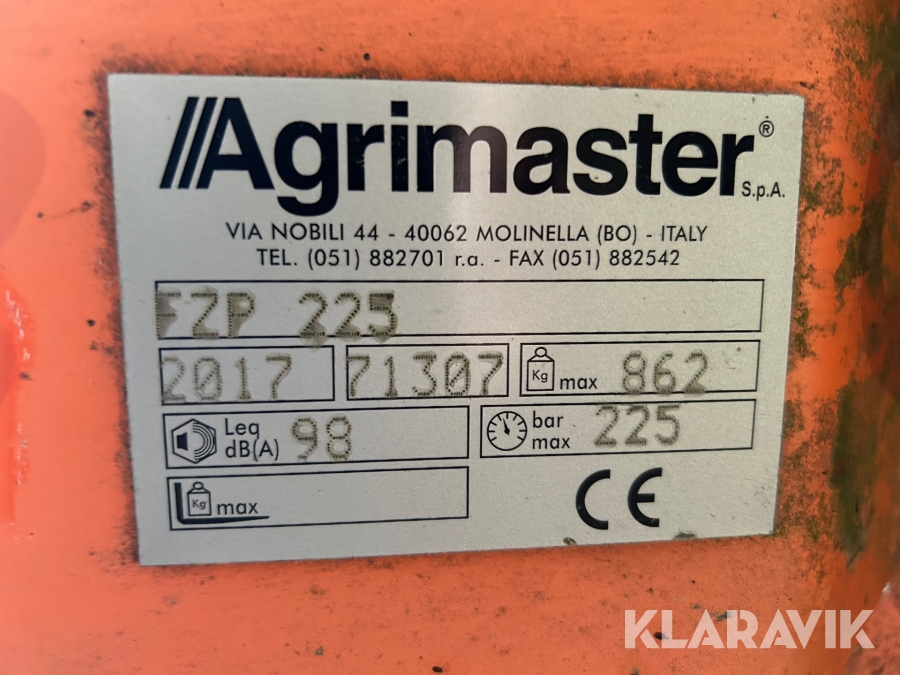 Agrimaster®
S.p.A.
VIA NOBILI 44 - 40062 MOLINELLA (BO) - ITALY
TEL. (051) 882701 r.a. - FAX (051) 882542
FZP 225
2017 71307 Kg max 862
Leq dB(A) 98 bar max 225
Kg max CE
KLARAVIK